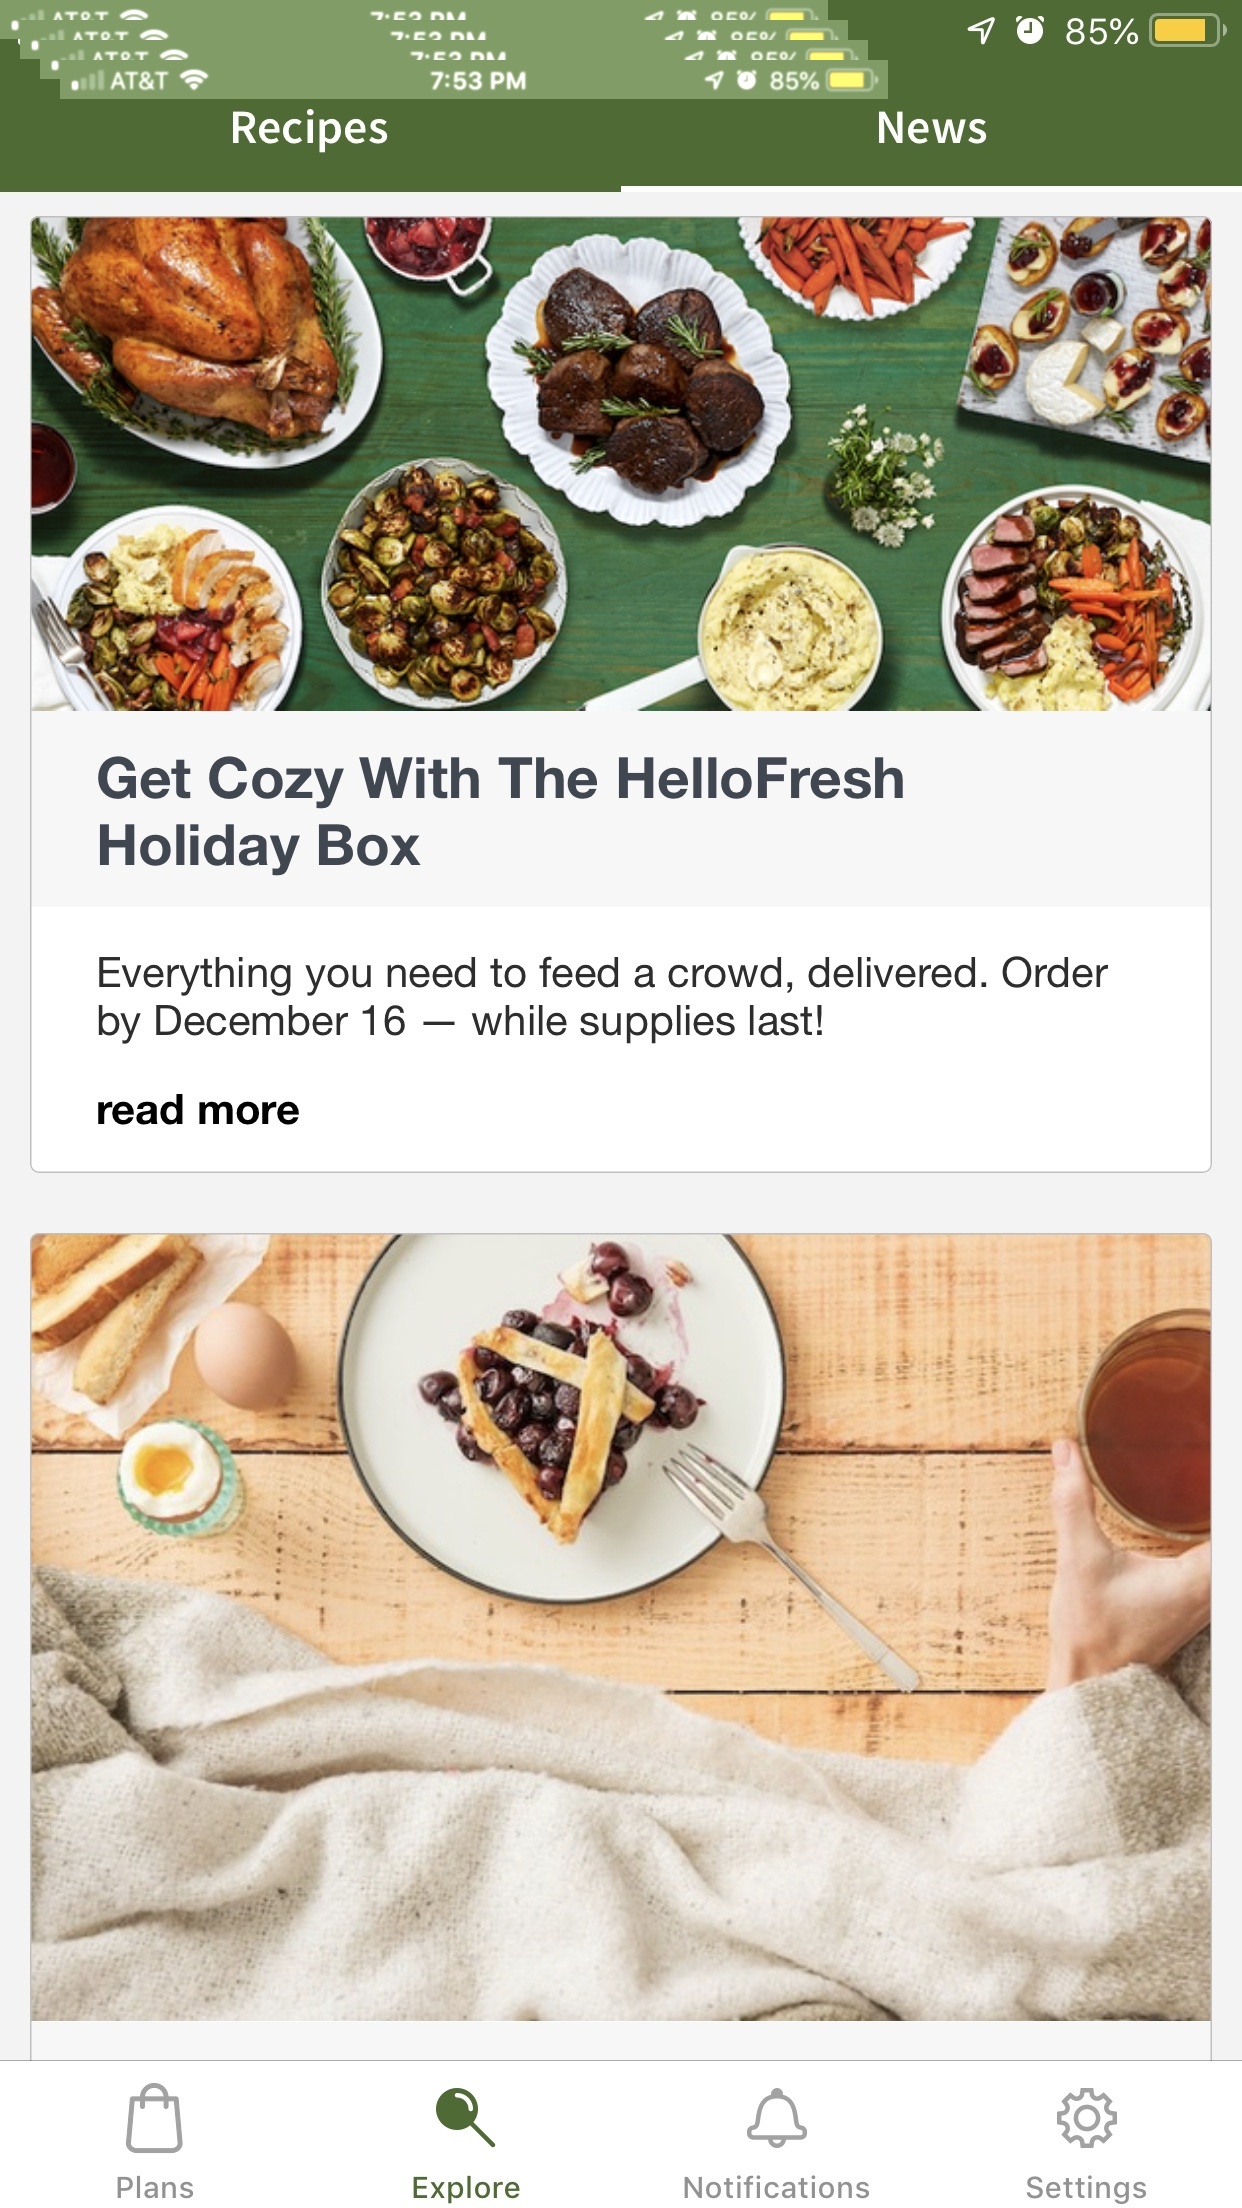 AT&T 7:53 PM 85%
AT&T 7:53 PM 85%
AT&T 7:53 PM 85%
AT&T 7:53 PM 85%
85%
Recipes News
Get Cozy With The HelloFresh
Holiday Box
Everything you need to feed a crowd, delivered. Order
by December 16 — while supplies last!
read more
Plans Explore Notifications Settings